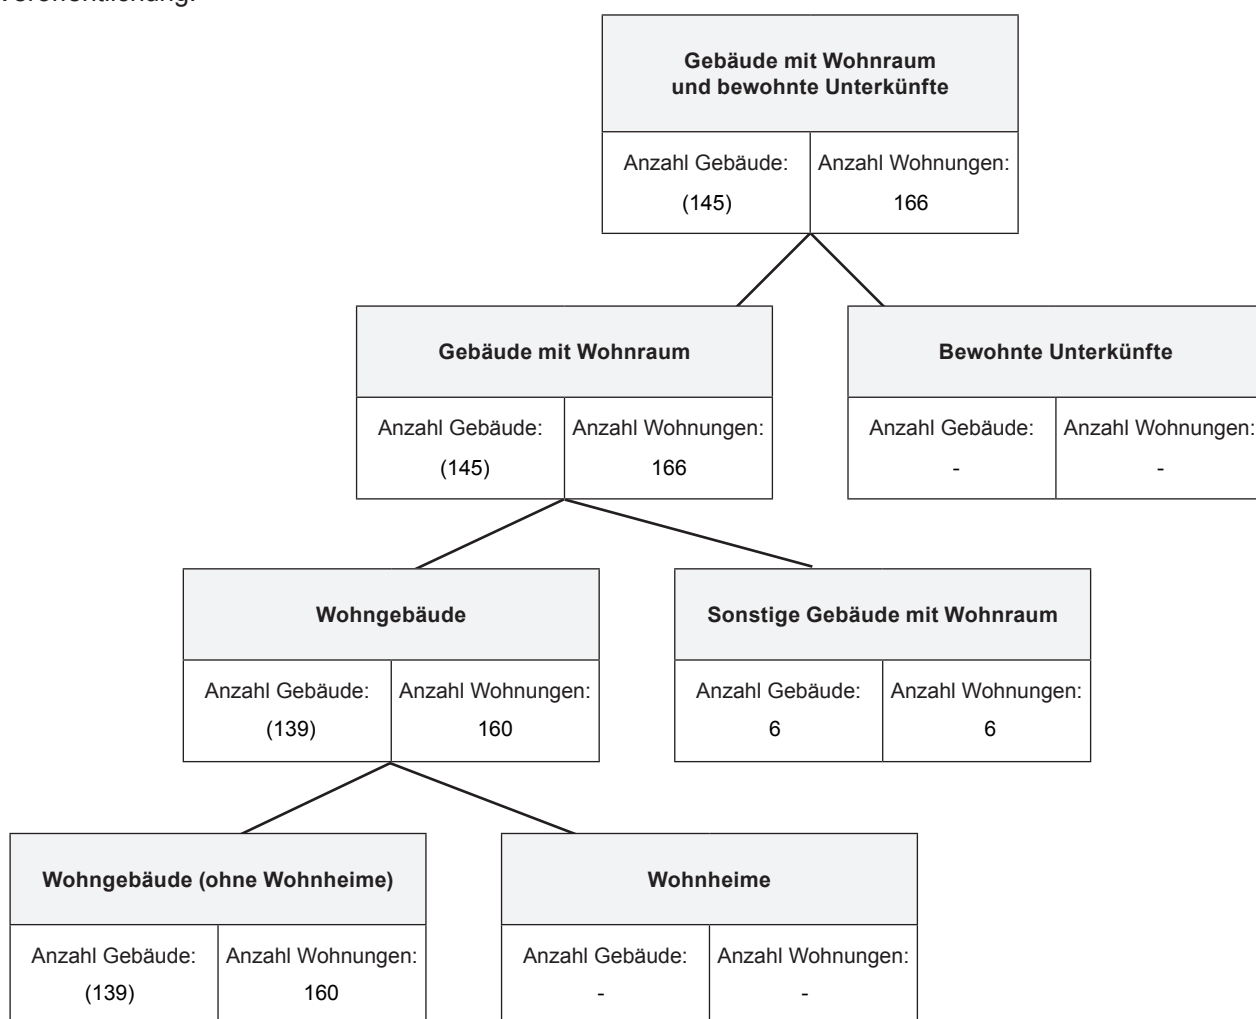 Veröffentlichung.
Gebäude mit Wohnraum
und bewohnte Unterkünfte
Anzahl Gebäude: Anzahl Wohnungen:
(145) 166
Gebäude mit Wohnraum Bewohnte Unterkünfte
Anzahl Gebäude: Anzahl Wohnungen: Anzahl Gebäude: Anzahl Wohnungen:
(145) 166 - -
Wohngebäude Sonstige Gebäude mit Wohnraum
Anzahl Gebäude: Anzahl Wohnungen: Anzahl Gebäude: Anzahl Wohnungen:
(139) 160 6 6
Wohngebäude (ohne Wohnheime) Wohnheime
Anzahl Gebäude: Anzahl Wohnungen: Anzahl Gebäude: Anzahl Wohnungen:
(139) 160 - -